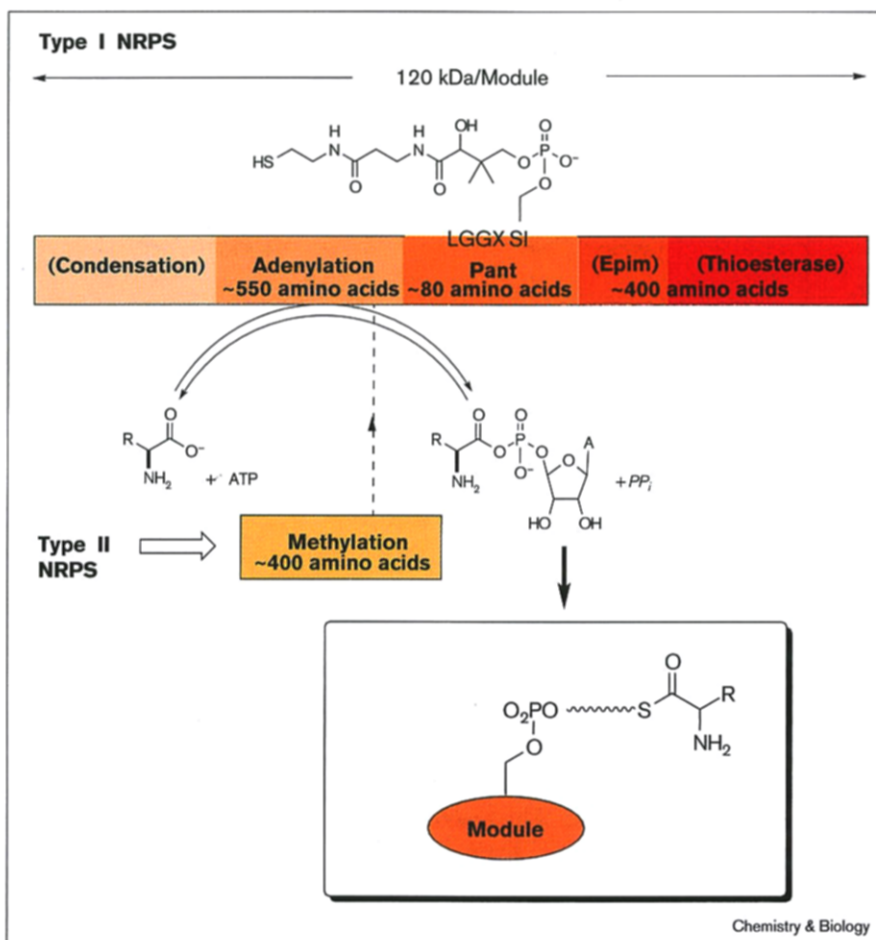 Type I NRPS
120 kDa/Module
H
N
HS
O
H
N
O
OH
O
O
P
O⁻
O
LGGX SI
(Condensation)
Adenylation
~550 amino acids
Pant
~80 amino acids
(Epim)
(Thioesterase)
~400 amino acids
R
O
O⁻
NH₂
+ ATP
R
O
NH₂
O
O
P
O⁻
O
O
A
HO
OH
+PPᵢ
Type II
NRPS
Methylation
~400 amino acids
O₂PO
O
S
O
R
NH₂
Module
Chemistry & Biology